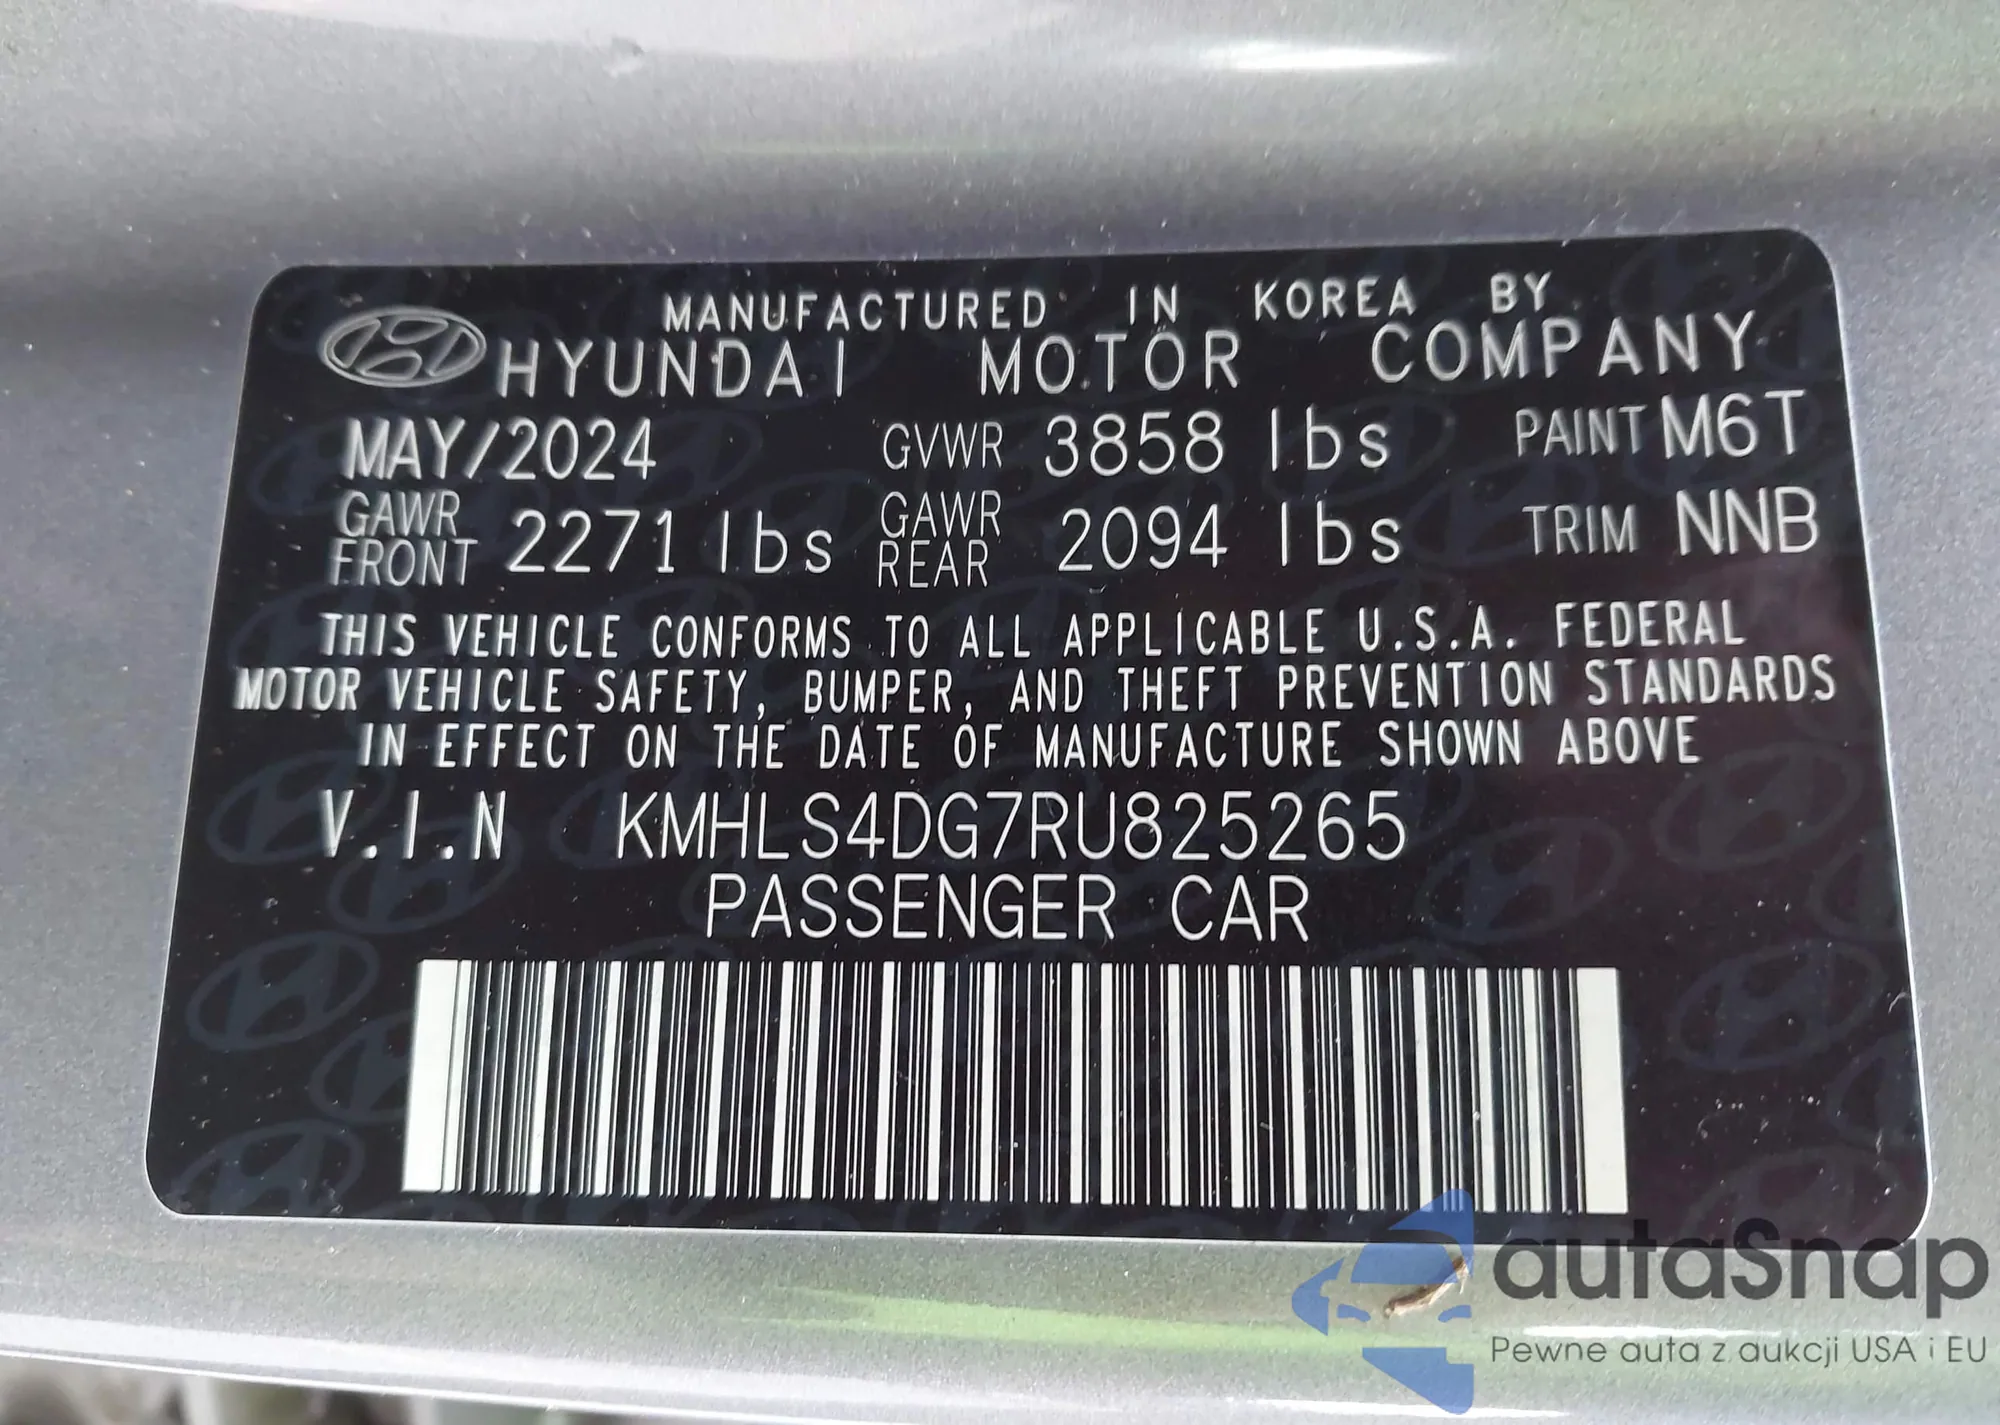 MANUFACTURED IN KOREA BY
HYUNDAI MOTOR COMPANY
MAY/2024 GVWR 3858 lbs PAINT M6T
GAWR FRONT 2271 lbs GAWR REAR 2094 lbs TRIM NNB
THIS VEHICLE CONFORMS TO ALL APPLICABLE U.S.A. FEDERAL
MOTOR VEHICLE SAFETY, BUMPER, AND THEFT PREVENTION STANDARDS
IN EFFECT ON THE DATE OF MANUFACTURE SHOWN ABOVE
V.I.N KMHLS4DG7RU825265
PASSENGER CAR
autaSnap
Pewne auta z aukcji USA i EU